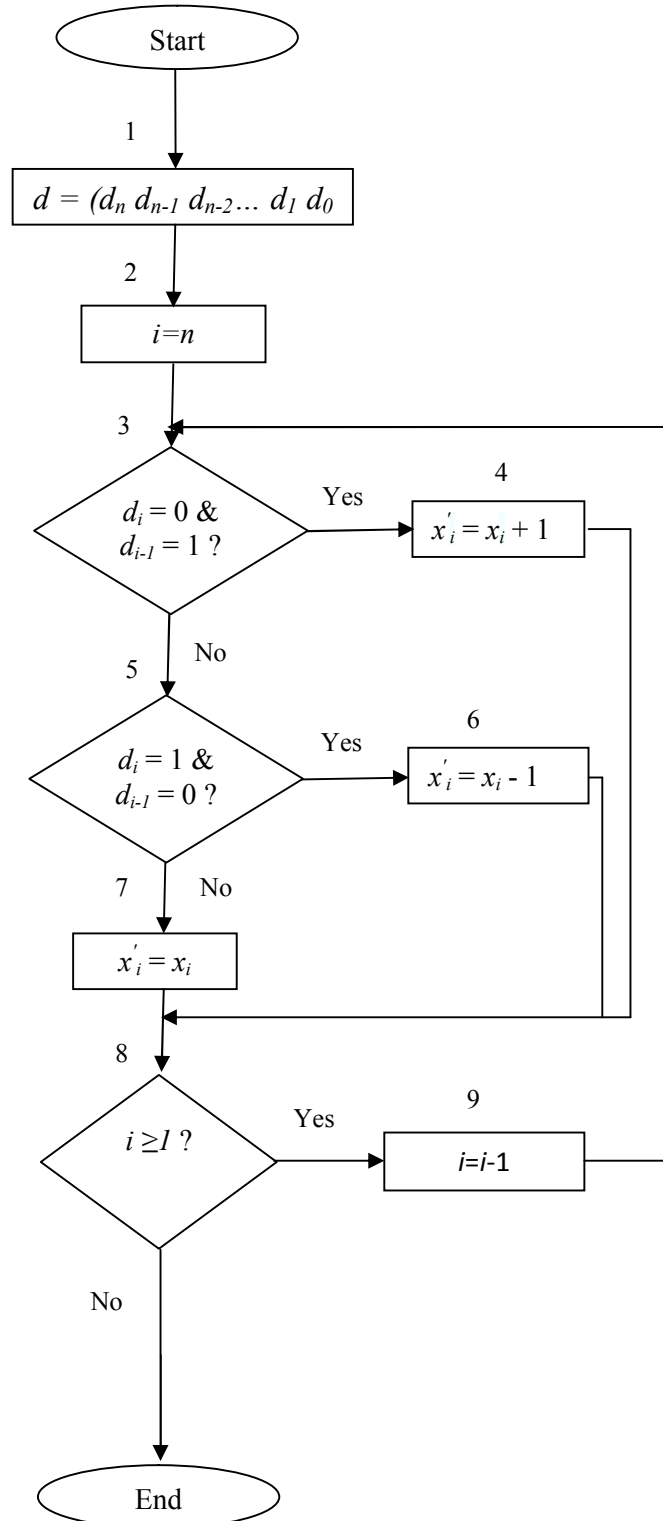 Start
1
d = (dₙ dₙ₋₁ dₙ₋₂... d₁ d₀
2
i=n
3
dᵢ = 0 &
dᵢ₋₁ = 1 ?
Yes
4
x'ᵢ = xᵢ + 1
No
5
dᵢ = 1 &
dᵢ₋₁ = 0 ?
Yes
6
x'ᵢ = xᵢ - 1
No
7
x'ᵢ = xᵢ
8
i ≥1 ?
Yes
9
i=i-1
No
End